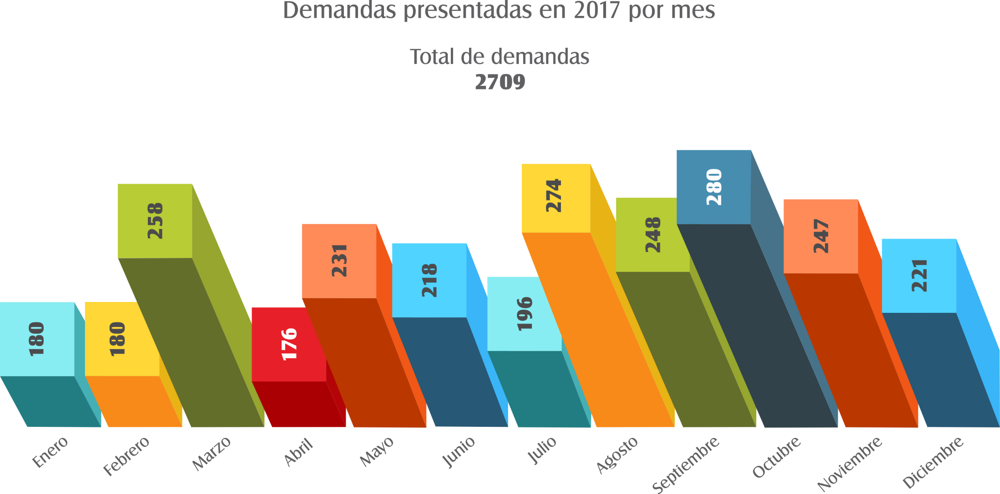 Demandas presentadas en 2017 por mes
Total de demandas
2709
180
180
258
176
231
218
196
274
248
280
247
221
Enero
Febrero
Marzo
Abril
Mayo
Junio
Julio
Agosto
Septiembre
Octubre
Noviembre
Diciembre